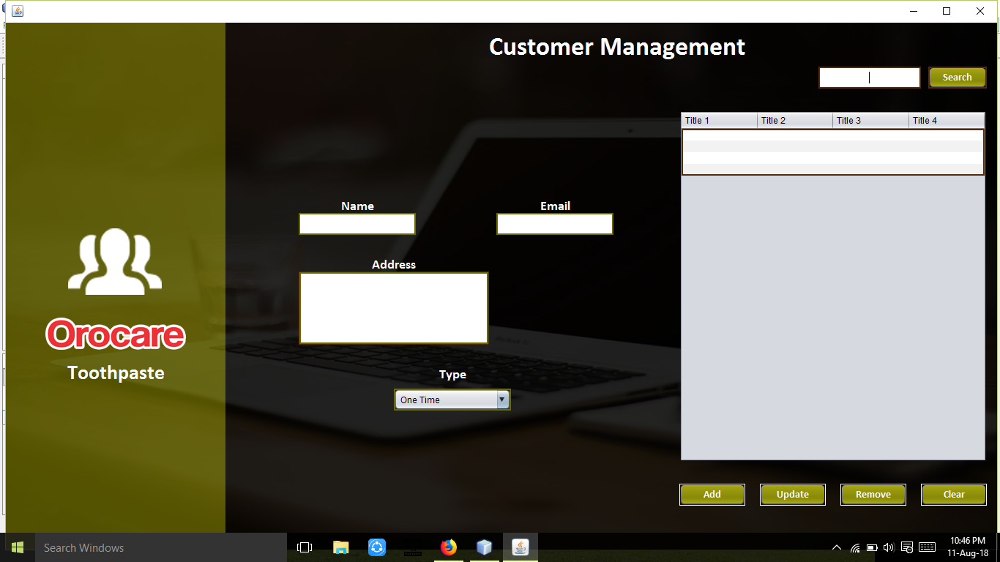 Customer Management
Search
Title 1 Title 2 Title 3 Title 4
Name Email
Address
Orocare
Toothpaste
Type
One Time
Add Update Remove Clear
Search Windows
10:46 PM
11-Aug-18